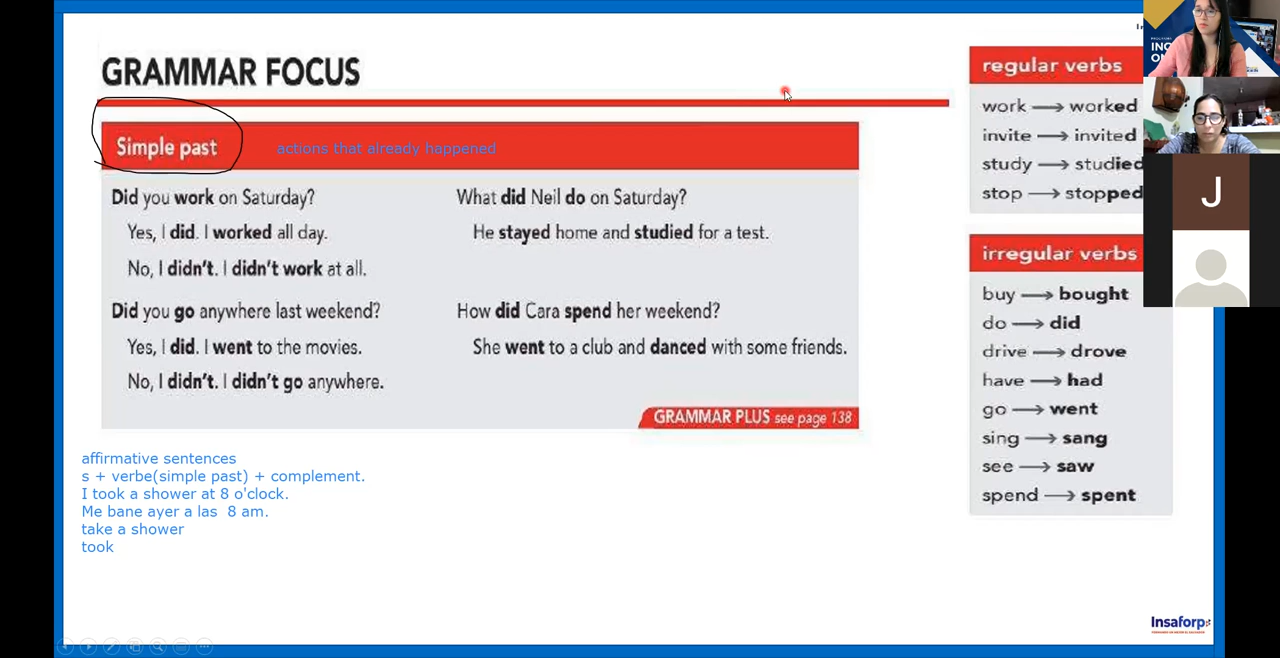 GRAMMAR FOCUS
Simple past
actions that already happened
Did you work on Saturday?
Yes, I did. I worked all day.
No, I didn't. I didn't work at all.
Did you go anywhere last weekend?
Yes, I did. I went to the movies.
No, I didn't. I didn't go anywhere.
What did Neil do on Saturday?
He stayed home and studied for a test.
How did Cara spend her weekend?
She went to a club and danced with some friends.
GRAMMAR PLUS see page 138
affirmative sentences
s + verbe(simple past) + complement.
I took a shower at 8 o'clock.
Me bane ayer a las 8 am.
take a shower
took
regular verbs
work → worked
invite → invited
study → studied
stop → stopped
irregular verbs
buy → bought
do → did
drive → drove
have → had
go → went
sing → sang
see → saw
spend → spent
J
Insaforp